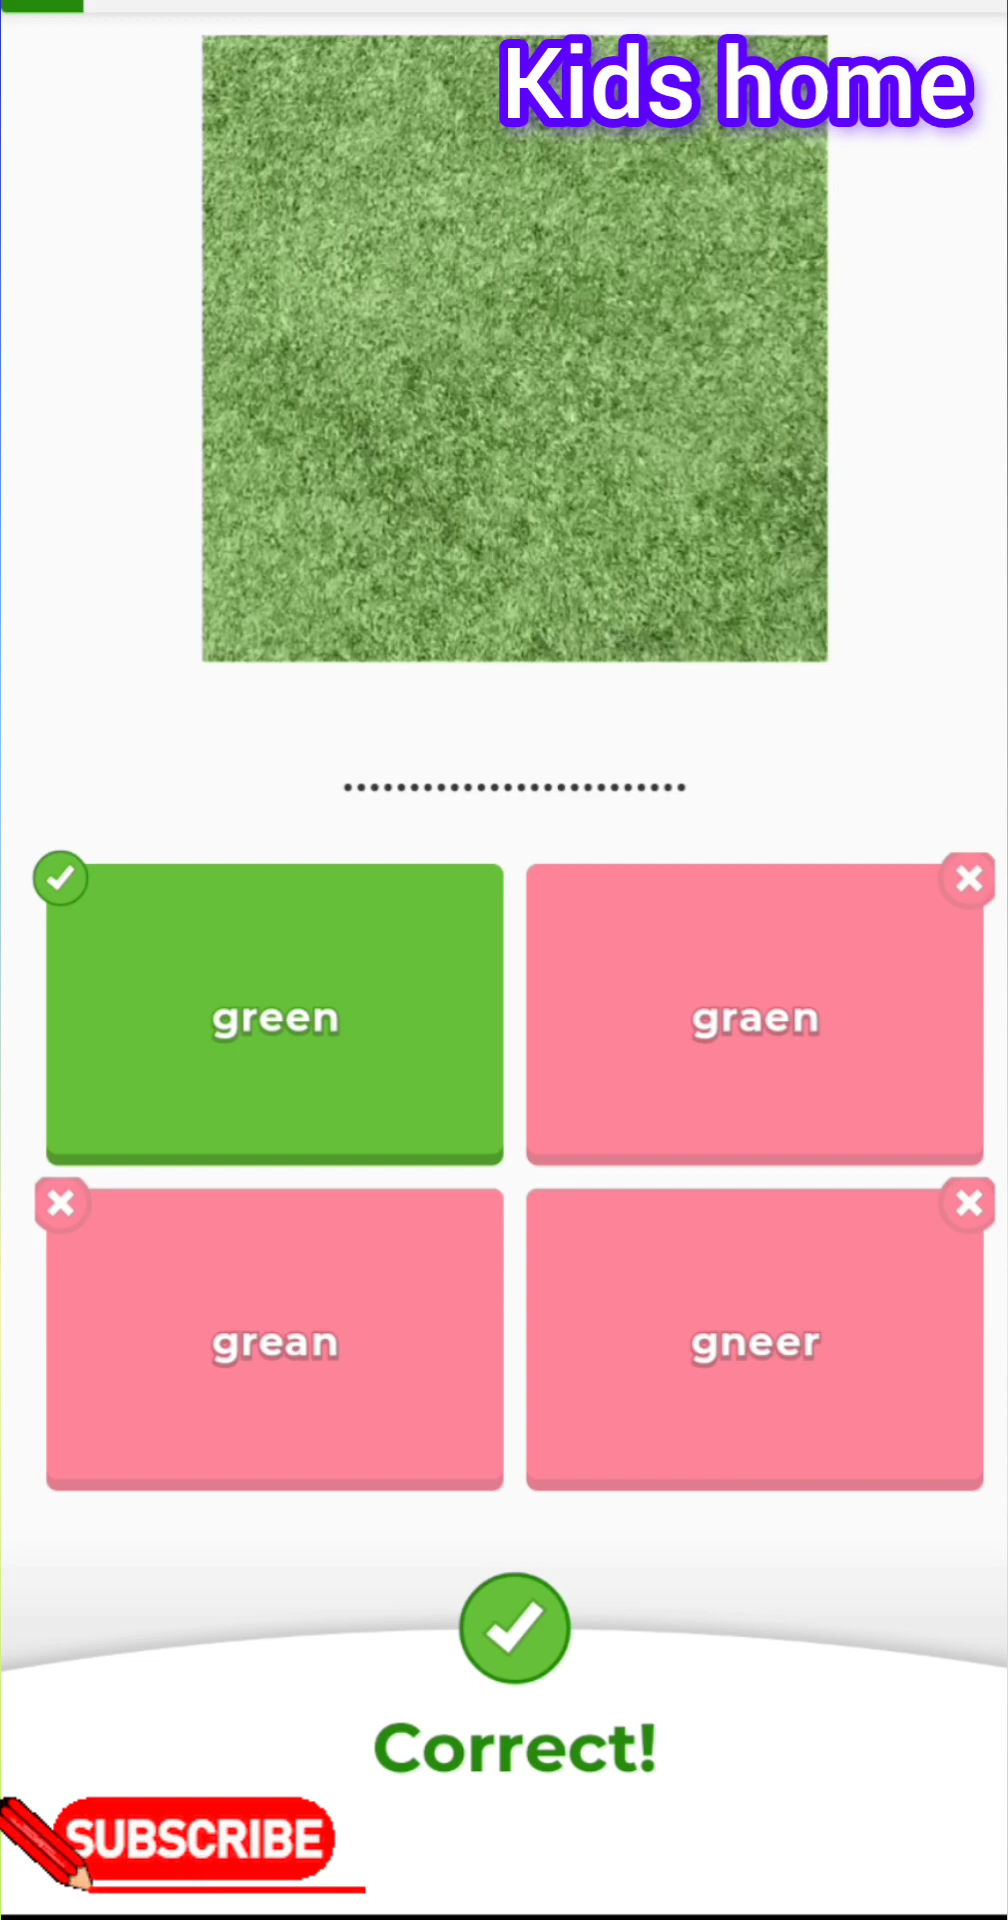 Kids home
..........................
green
graen
grean
gneer
Correct!
SUBSCRIBE